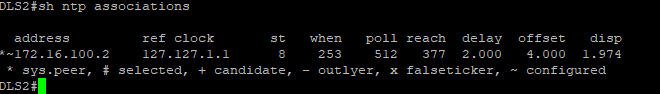 DLS2#sh ntp associations
address ref clock st when poll reach delay offset disp
*~172.16.100.2 127.127.1.1 8 253 512 377 2.000 4.000 1.974
* sys.peer, # selected, + candidate, - outlyer, x falseticker, ~ configured
DLS2#